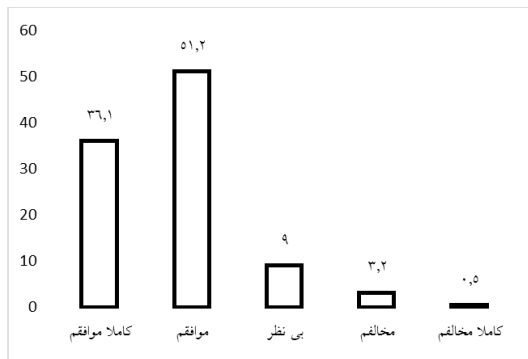 60
50
40
30
20
10
0
۳۶,۱
۵۱,۲
۹
۳,۲
۰,۵
کاملا موافقم
موافقم
بی نظر
مخالفم
کاملا مخالفم